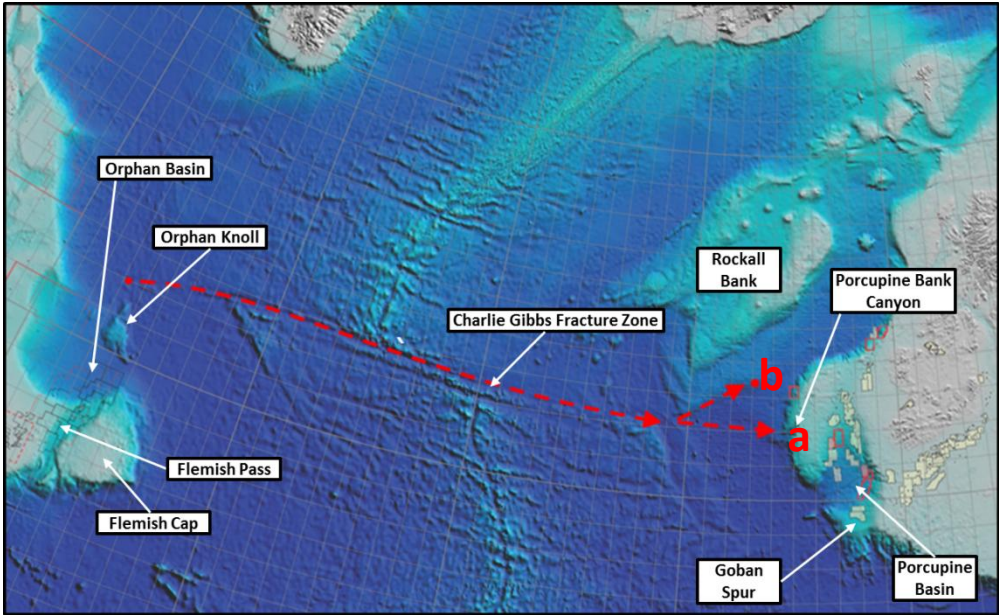 Orphan Basin
Orphan Knoll
Rockall
Bank
Porcupine Bank
Canyon
Charlie Gibbs Fracture Zone
b
a
Flemish Pass
Flemish Cap
Goban
Spur
Porcupine
Basin